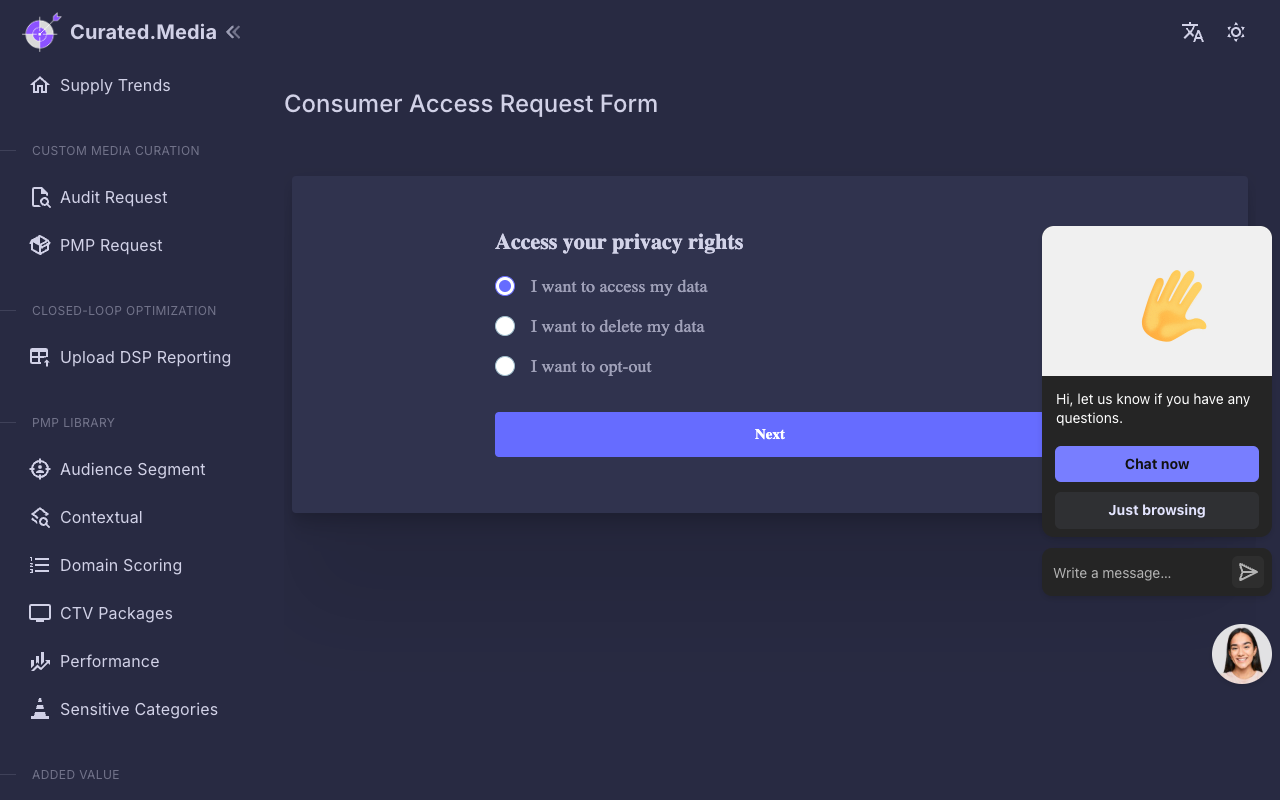 Curated.Media
Supply Trends
CUSTOM MEDIA CURATION
Audit Request
PMP Request
CLOSED-LOOP OPTIMIZATION
Upload DSP Reporting
PMP LIBRARY
Audience Segment
Contextual
Domain Scoring
CTV Packages
Performance
Sensitive Categories
ADDED VALUE
Consumer Access Request Form
Access your privacy rights
I want to access my data
I want to delete my data
I want to opt-out
Next
Hi, let us know if you have any
questions.
Chat now
Just browsing
Write a message...